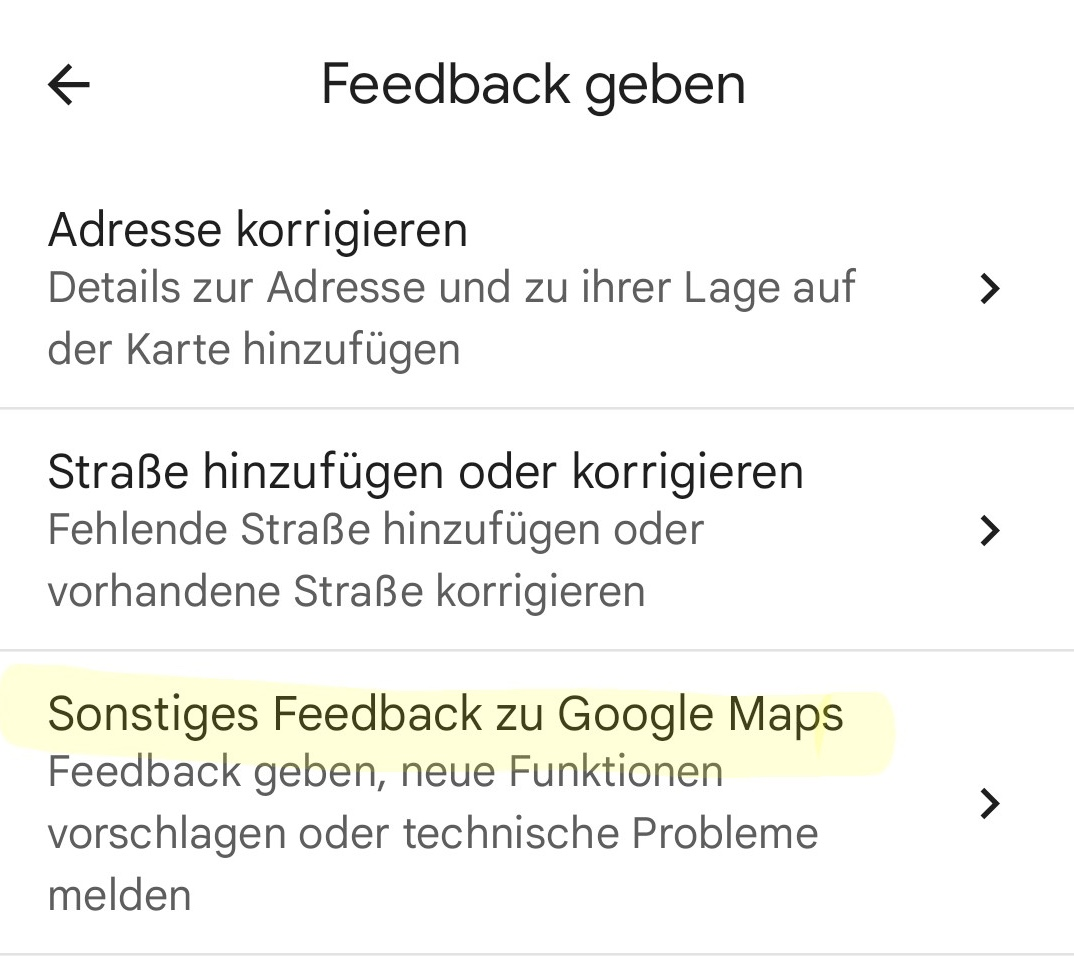 Feedback geben
Adresse korrigieren
Details zur Adresse und zu ihrer Lage auf
der Karte hinzufügen
Straße hinzufügen oder korrigieren
Fehlende Straße hinzufügen oder
vorhandene Straße korrigieren
Sonstiges Feedback zu Google Maps
Feedback geben, neue Funktionen
vorschlagen oder technische Probleme
melden